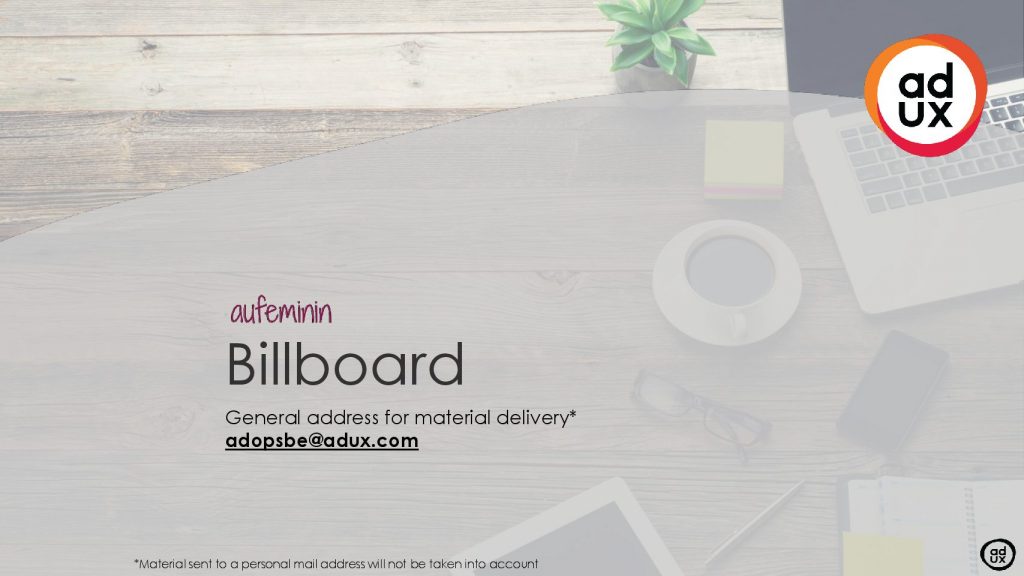 ad
ux
aufeminin
Billboard
General address for material delivery*
adopsbe@adux.com
*Material sent to a personal mail address will not be taken into account
ad
ux